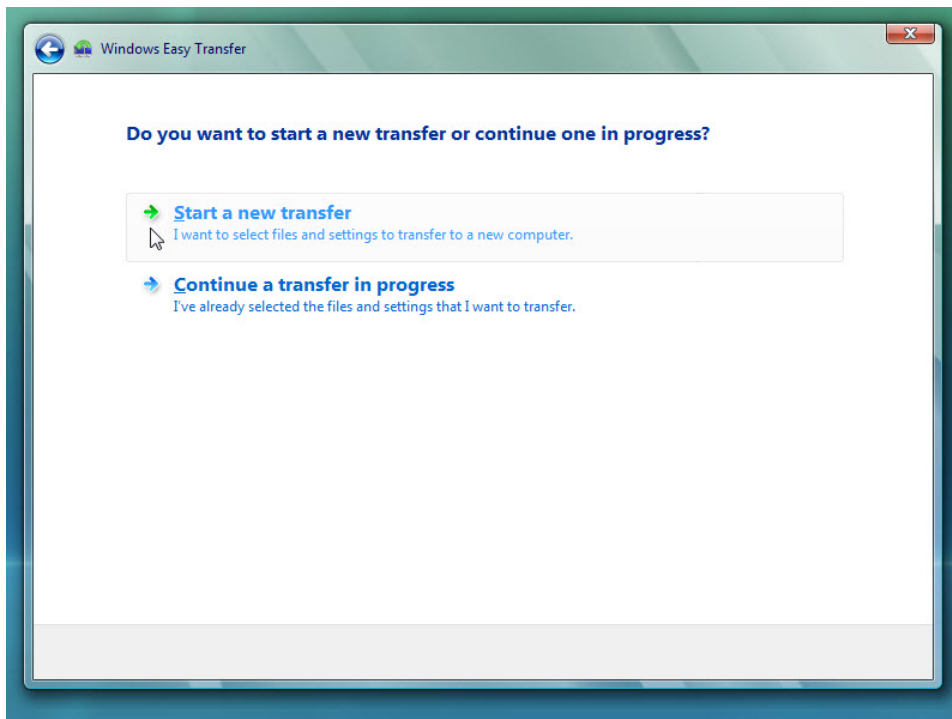 Windows Easy Transfer
Do you want to start a new transfer or continue one in progress?
Start a new transfer
I want to select files and settings to transfer to a new computer.
Continue a transfer in progress
I've already selected the files and settings that I want to transfer.